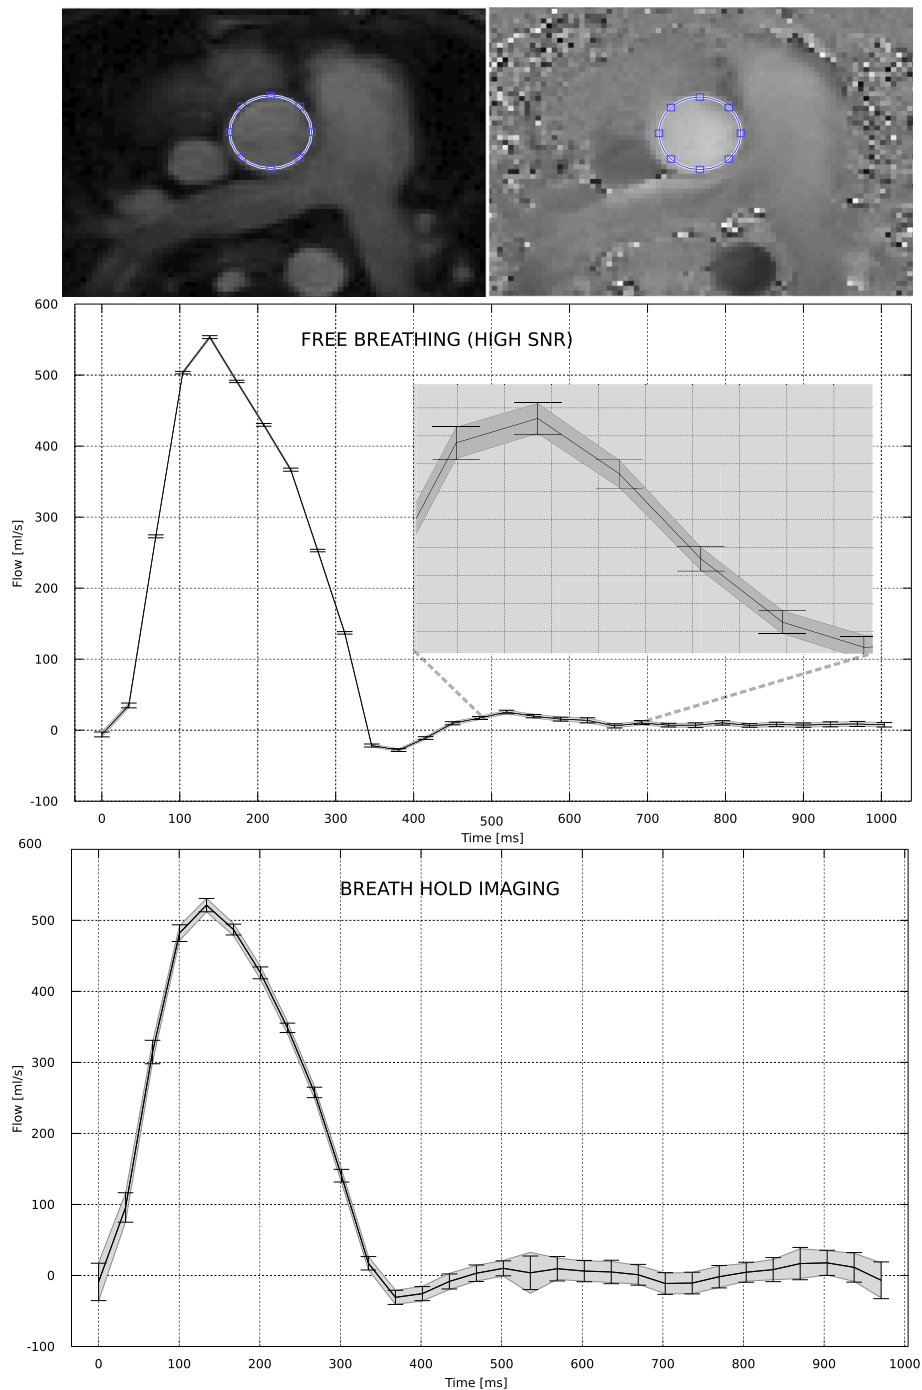 600
FREE BREATHING (HIGH SNR)
500
400
300
200
100
0
-100
Flow [ml/s]
0 100 200 300 400 500 600 700 800 900 1000
Time [ms]
600
BREATH HOLD IMAGING
500
400
300
200
100
0
-100
Flow [ml/s]
0 100 200 300 400 500 600 700 800 900 1000
Time [ms]